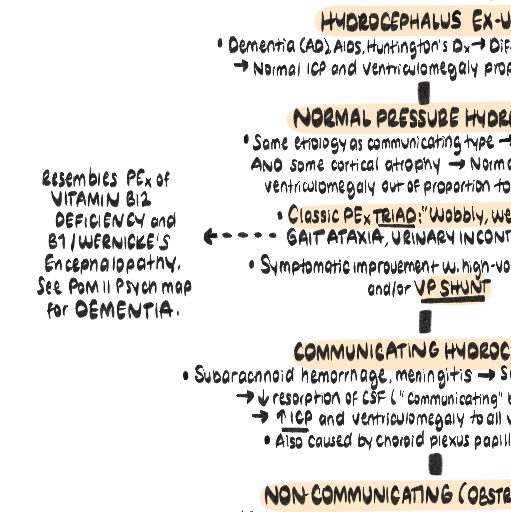 HYDROCEPHALUS EX-V
• Dementia (AD), AIDS, Huntington's Dx → Dif
→ Normal ICP and ventriculomegaly prop
NORMAL PRESSURE HYDR
• Same etiology as communicating type →
AND some cortical atrophy → Norma
ventriculomegaly out of proportion to
• Classic PEx TRIAD: "Wobbly, we
GAIT ATAXIA, URINARY INCONT
• Symptomatic improvement w. high-vo
and/or VP SHUNT
Resembles PEx of
VITAMIN B12
DEFICIENCY and
B1/WERNICKE'S
Encephalopathy.
See PoM II Psych map
for DEMENTIA.
COMMUNICATING HYDROC
• Subarachnoid hemorrhage, meningitis → S
→ ↓ resorption of CSF ("communicating" b
→ ↑ ICP and ventriculomegaly to all v
• Also caused by choroid plexus papill
NON-COMMUNICATING (OBSTR